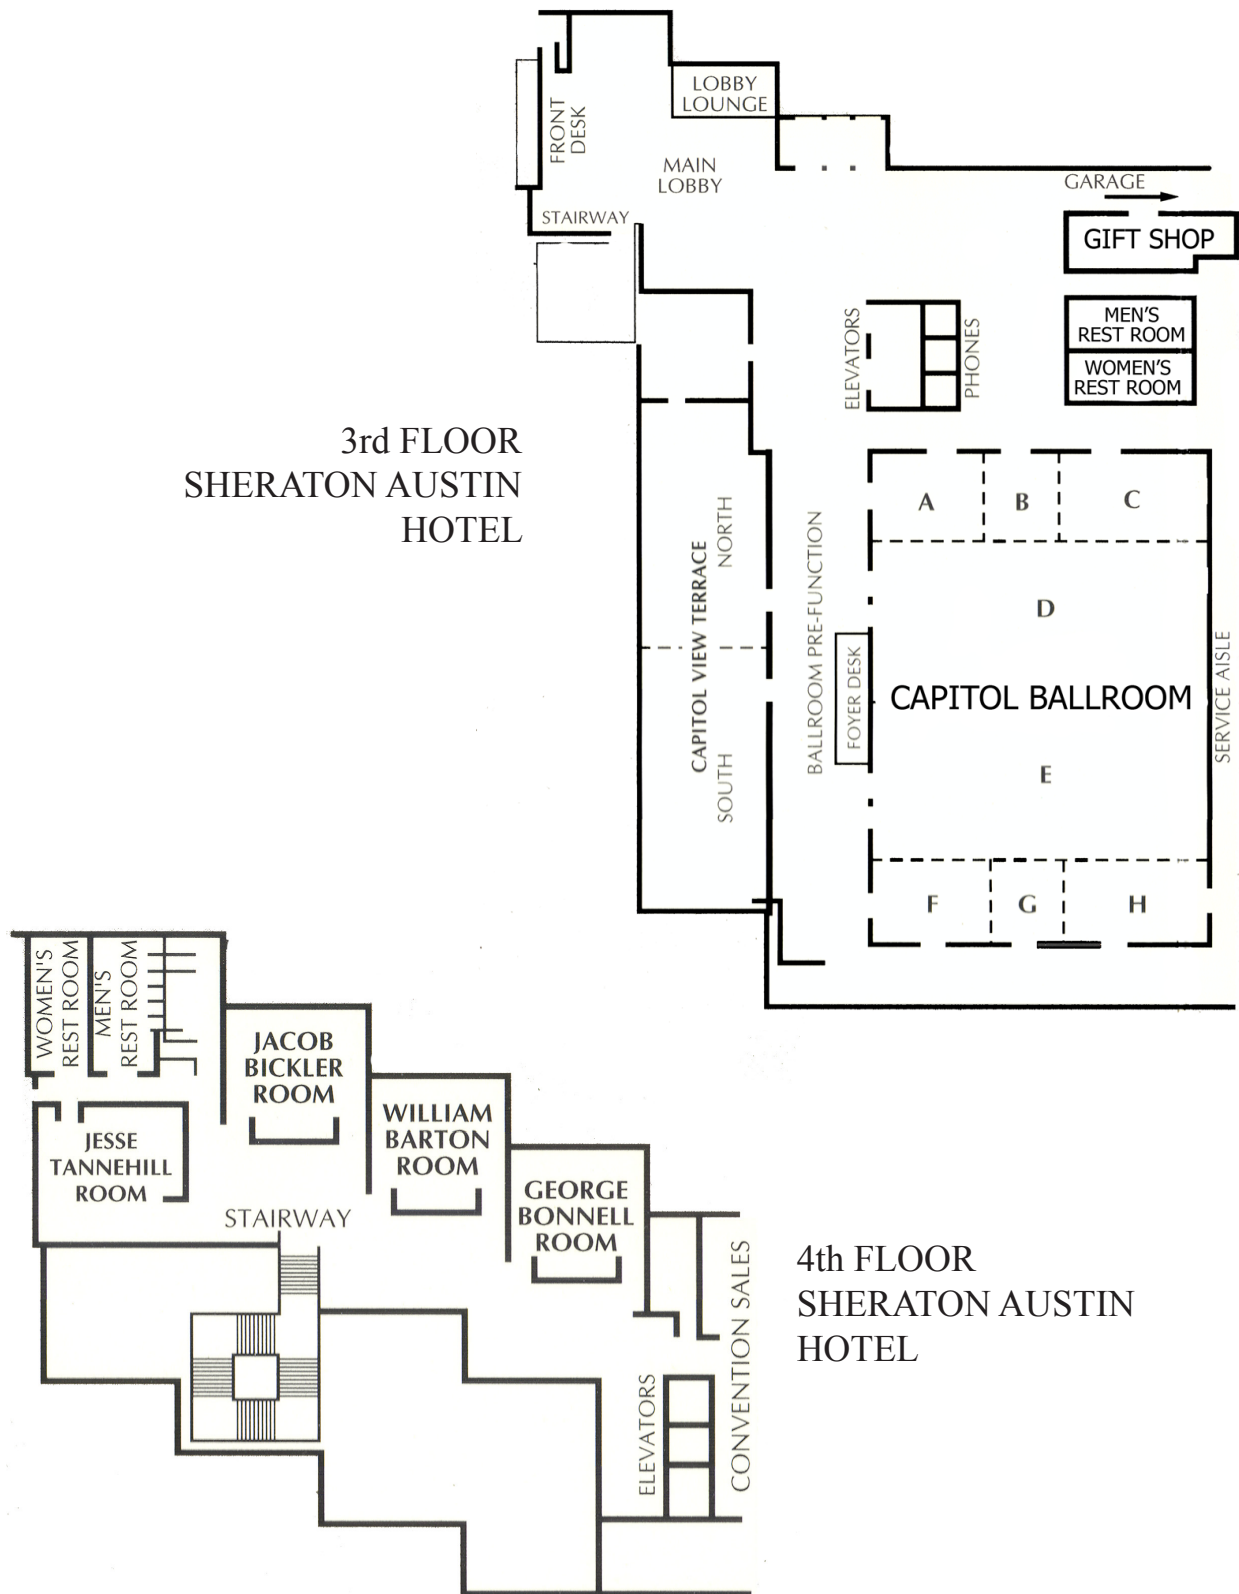 LOBBY
LOUNGE
FRONT
DESK
MAIN
LOBBY
GARAGE
STAIRWAY
GIFT SHOP
MEN'S
REST ROOM
WOMEN'S
REST ROOM
ELEVATORS
PHONES
3rd FLOOR
SHERATON AUSTIN
HOTEL
A
B
C
NORTH
CAPITOL VIEW TERRACE
SOUTH
BALLROOM PRE-FUNCTION
FOYER DESK
D
CAPITOL BALLROOM
E
SERVICE AISLE
F
G
H
WOMEN'S
REST ROOM
MEN'S
REST ROOM
JACOB
BICKLER
ROOM
WILLIAM
BARTON
ROOM
JESSE
TANNEHILL
ROOM
GEORGE
BONNELL
ROOM
STAIRWAY
ELEVATORS
CONVENTION SALES
4th FLOOR
SHERATON AUSTIN
HOTEL